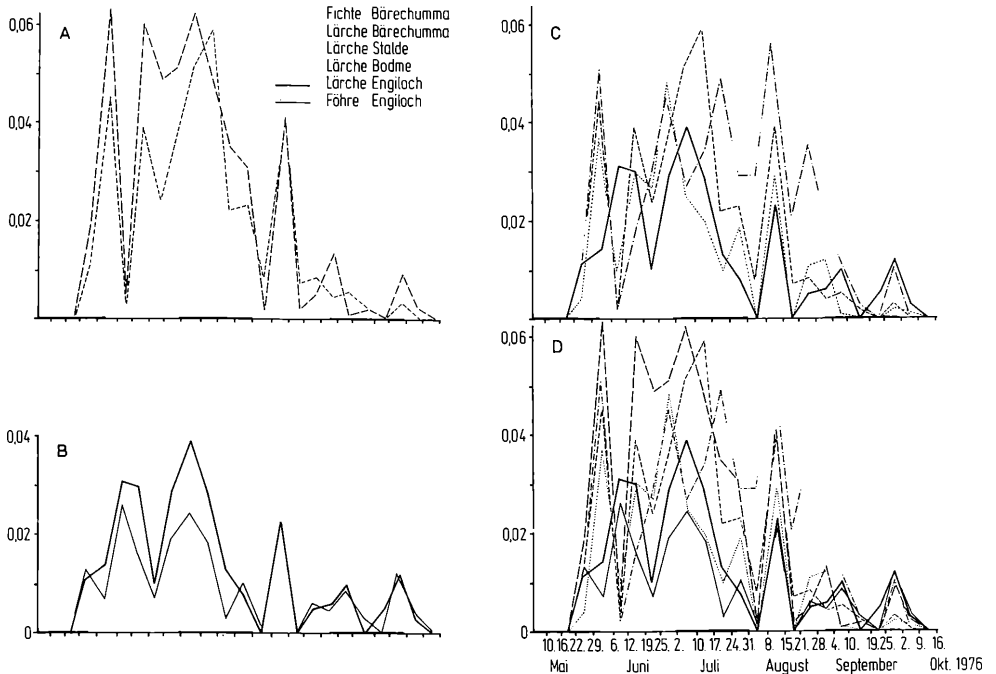 A
0,06
0,04
0,02
Fichte Bärechumma
Lärche Bärechumma
Lärche Stalde
Lärche Bodme
Lärche Engiloch
Föhre Engiloch
B
0,04
0,02
0
C
0,06
0,04
0,02
0
D
0,06
0,04
0,02
0
10. 16. 22. 29. 6. 12. 19. 25. 2. 10. 17. 24. 31. 8. 15. 21. 28. 4. 10. 19. 25. 2. 9. 16.
Mai Juni Juli August September Okt. 1976